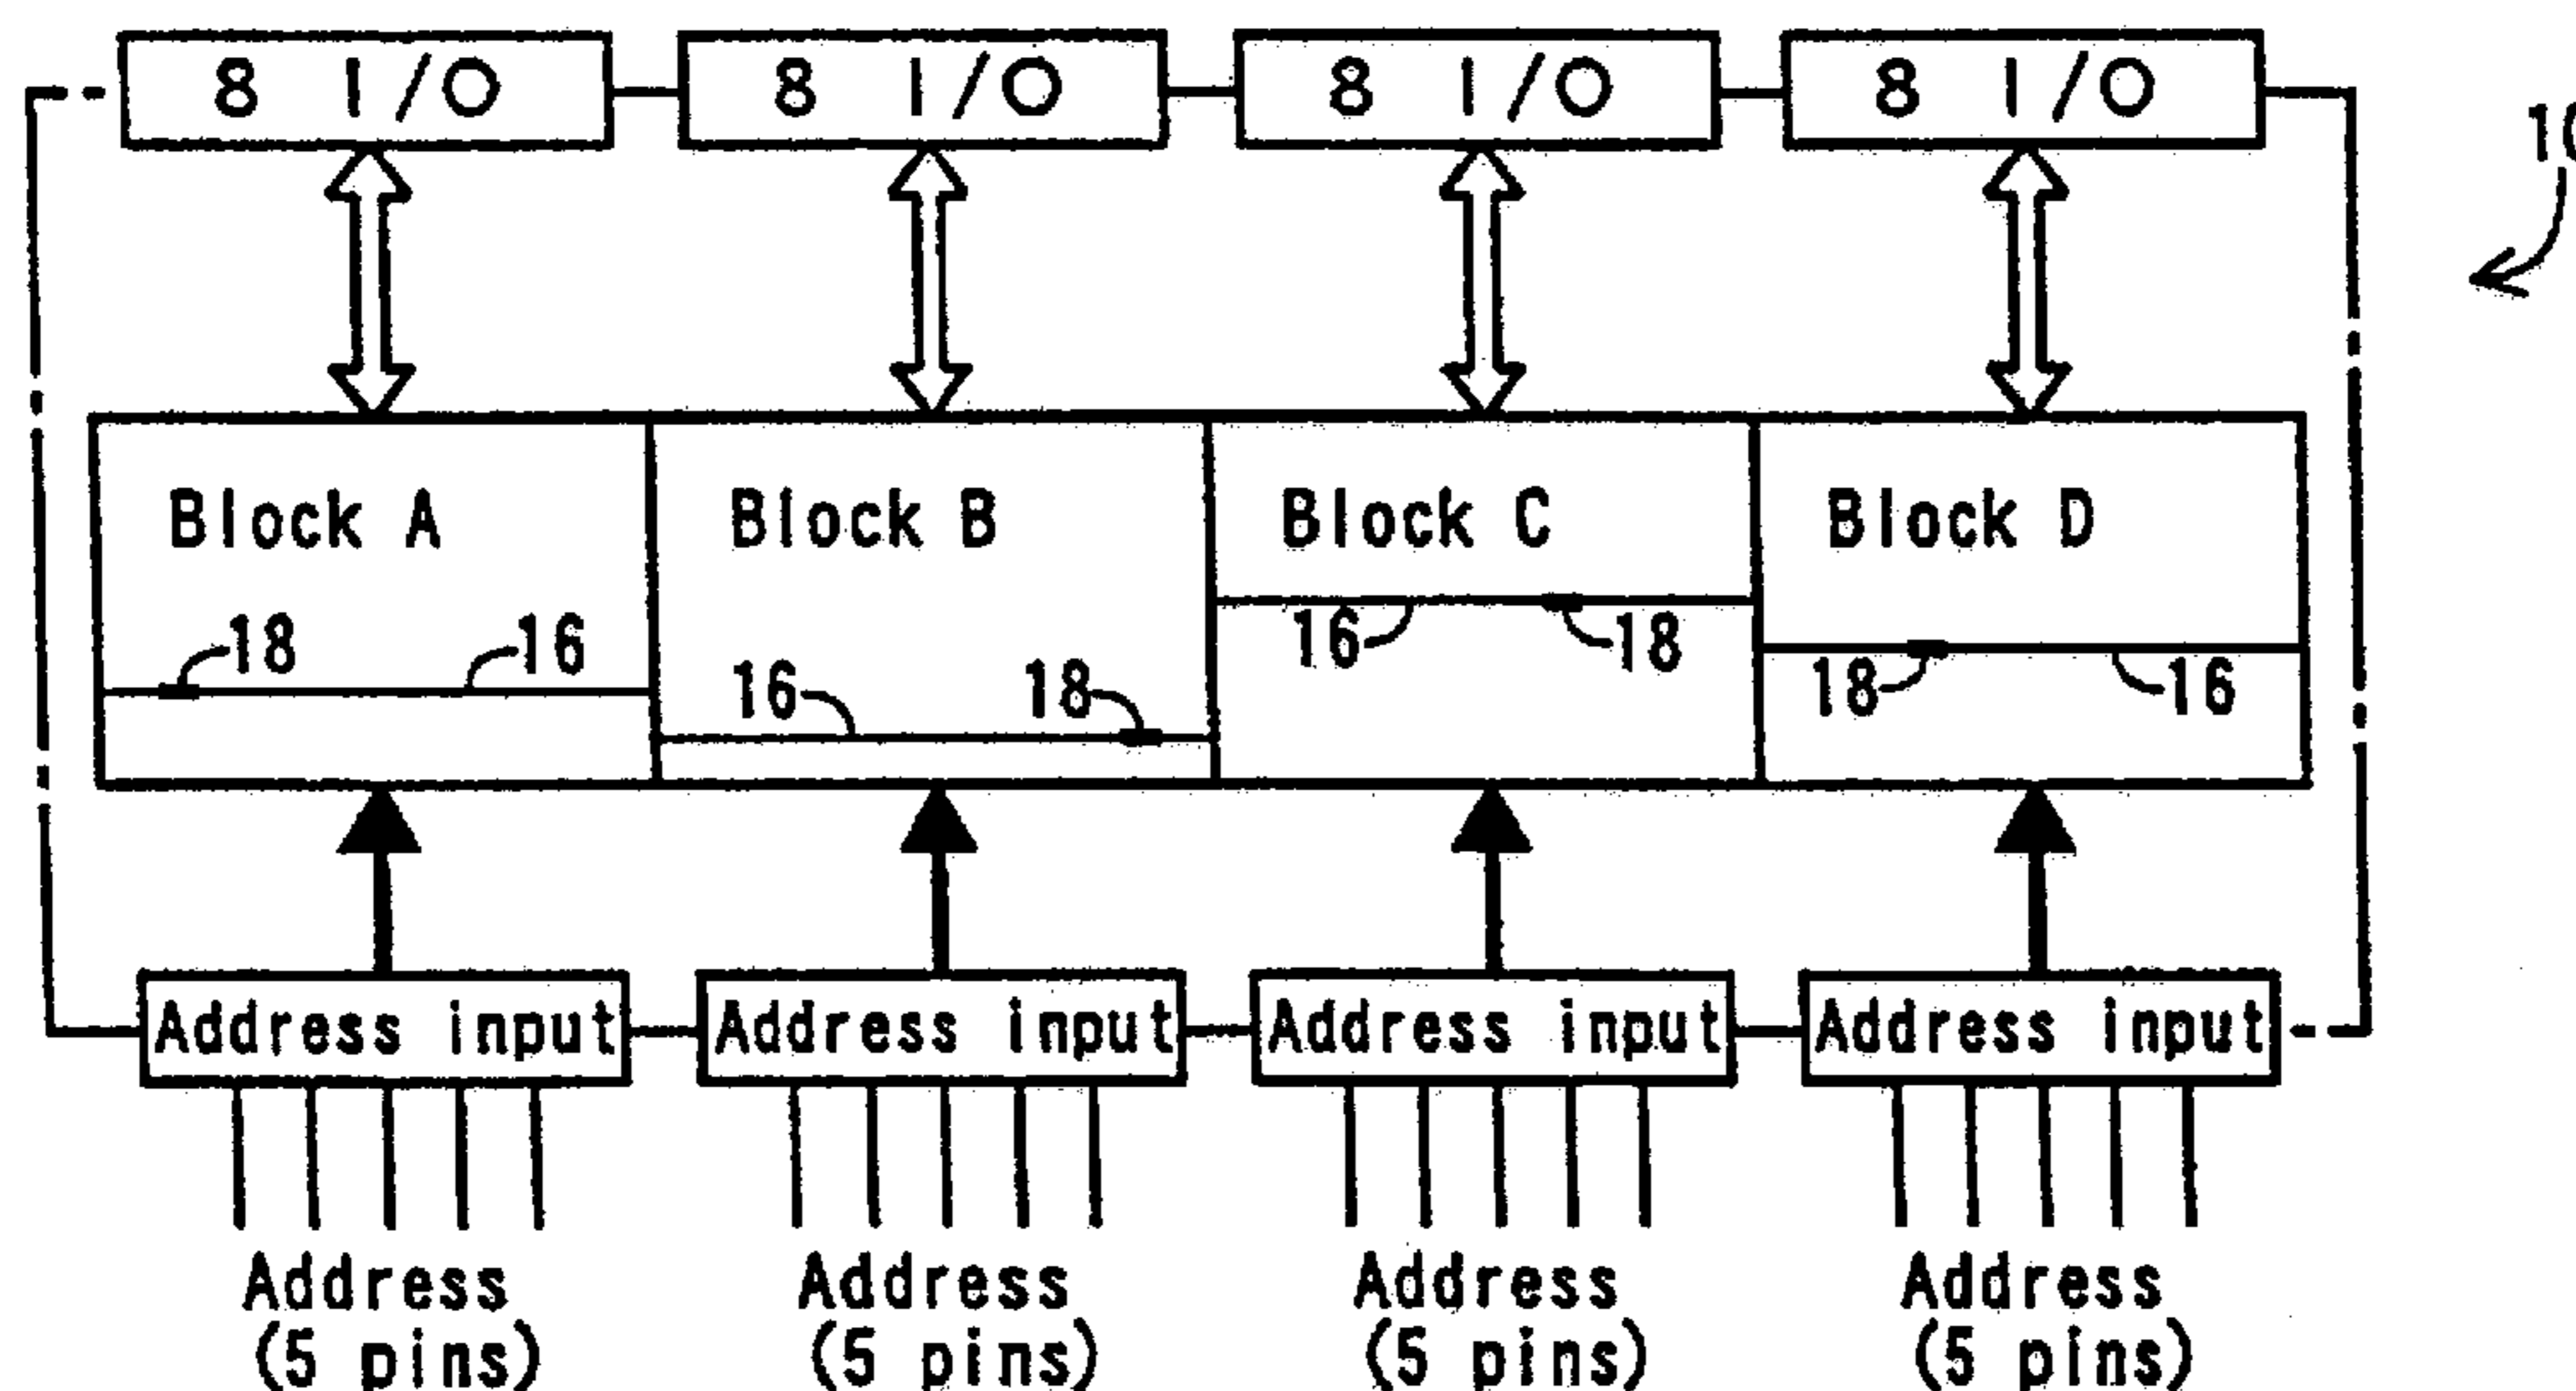 8 I/O 8 I/O 8 I/O 8 I/O
10
Block A Block B Block C Block D
18 16
16 18
16 18
18 16
Address input Address input Address input Address input
Address Address Address Address
(5 pins) (5 pins) (5 pins) (5 pins)